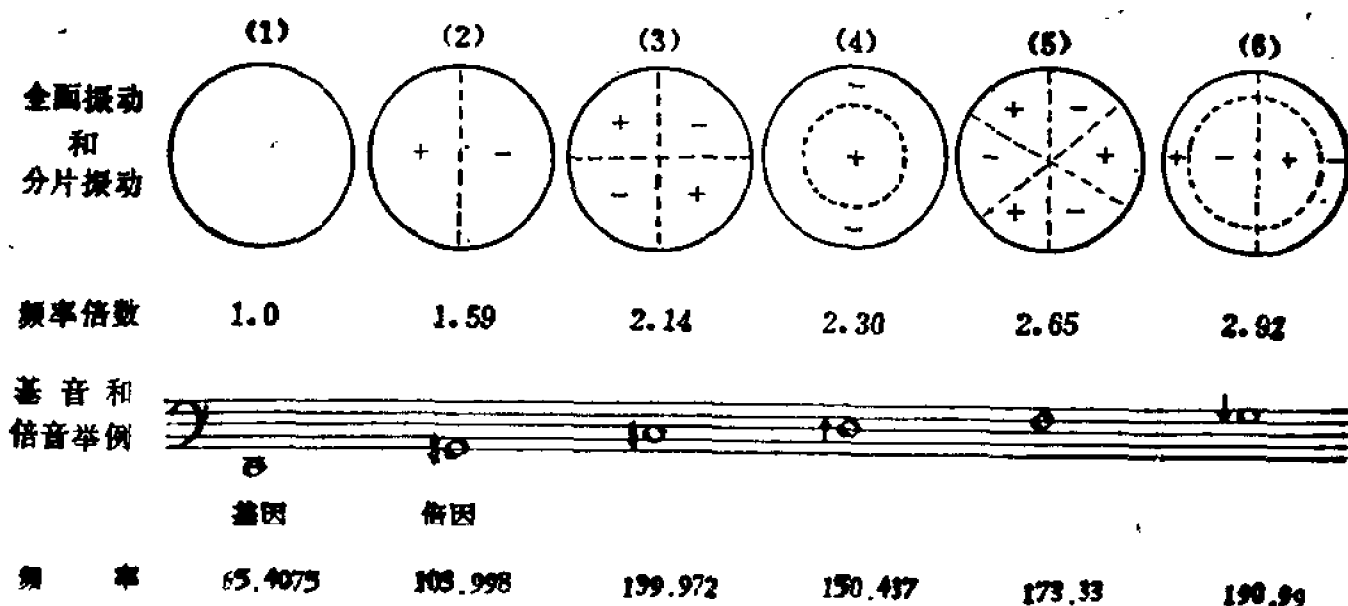 (1) (2) (3) (4) (5) (6)
全面振动
和
分片振动
+ - + - - + + - + -
- + - + - +
- + + -
频率倍数 1.0 1.59 2.14 2.30 2.65 2.92
基音和
倍音举例
基因 倍因
频率 65.4075 103.998 139.972 150.437 173.33 190.99